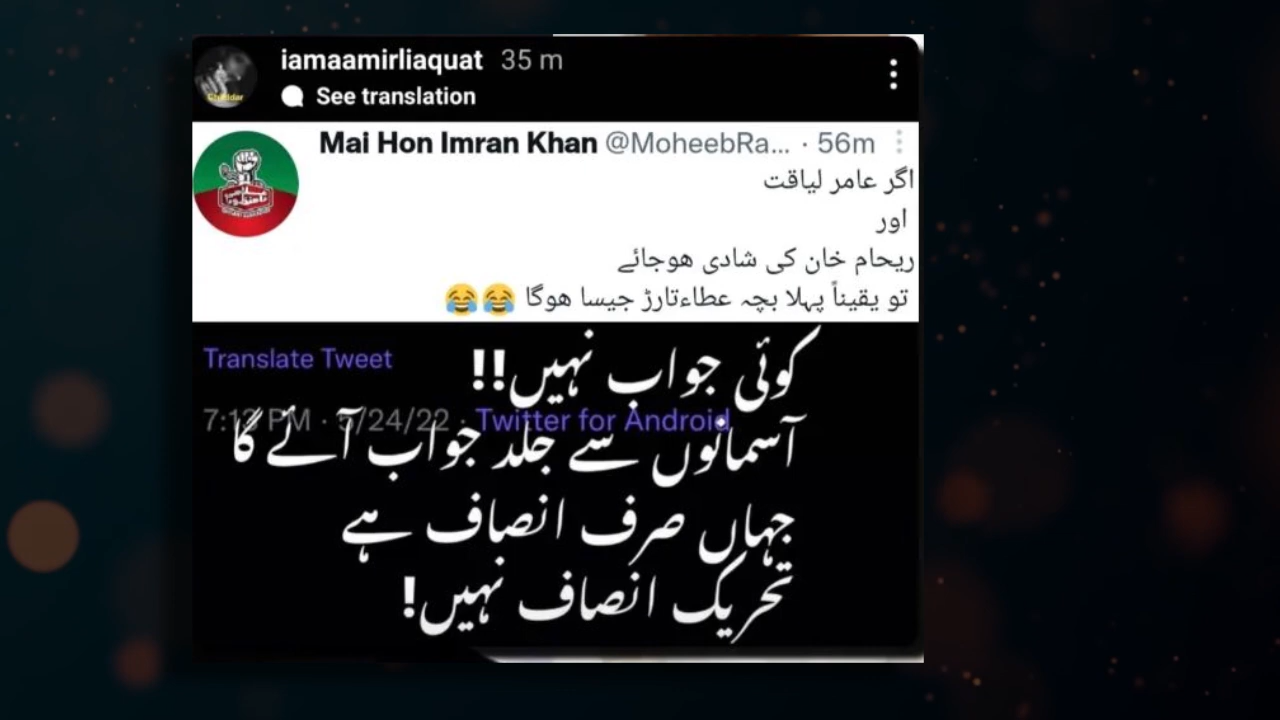 iamaamirliaquat 35 m
See translation
Mai Hon Imran Khan @MoheebRa... · 56m
اگر عامر لیاقت
اور
ریحام خان کی شادی ھوجائے
تو یقیناً پہلا بچہ عطاءتارڑ جیسا ھوگا 😂😂
Translate Tweet
کوئی جواب نہیں!!
7:13 PM · 5/24/22 · Twitter for Android
آسمانوں سے جلد جواب آئے گا
جہاں صرف انصاف ہے
تحریک انصاف نہیں!